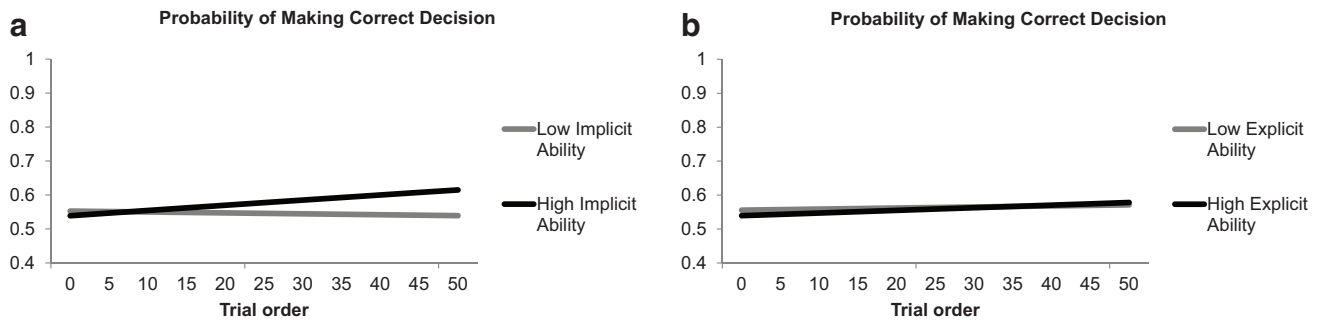 a
Probability of Making Correct Decision
1
0.9
0.8
0.7
0.6
0.5
0.4
0 5 10 15 20 25 30 35 40 45 50
Trial order
Low Implicit
Ability
High Implicit
Ability
b
Probability of Making Correct Decision
1
0.9
0.8
0.7
0.6
0.5
0.4
0 5 10 15 20 25 30 35 40 45 50
Trial order
Low Explicit
Ability
High Explicit
Ability